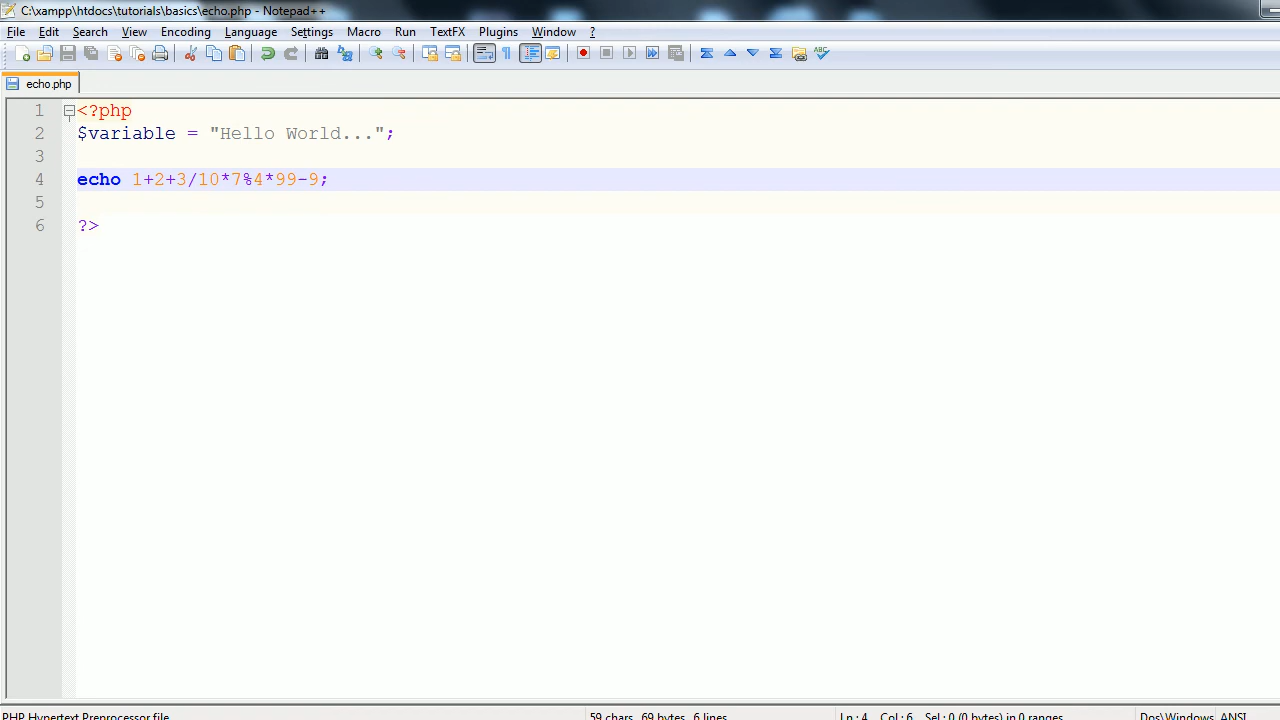 C:\xampp\htdocs\tutorials\basics\echo.php - Notepad++
File Edit Search View Encoding Language Settings Macro Run TextFX Plugins Window ?
echo.php
1 <?php
2 $variable = "Hello World...";
3
4 echo 1+2+3/10*7%4*99-9;
5
6 ?>
PHP Hypertext Preprocessor file 59 chars 69 bytes 6 lines Ln : 4 Col : 6 Sel : 0 (0 bytes) in 0 ranges Dos\Windows ANSI